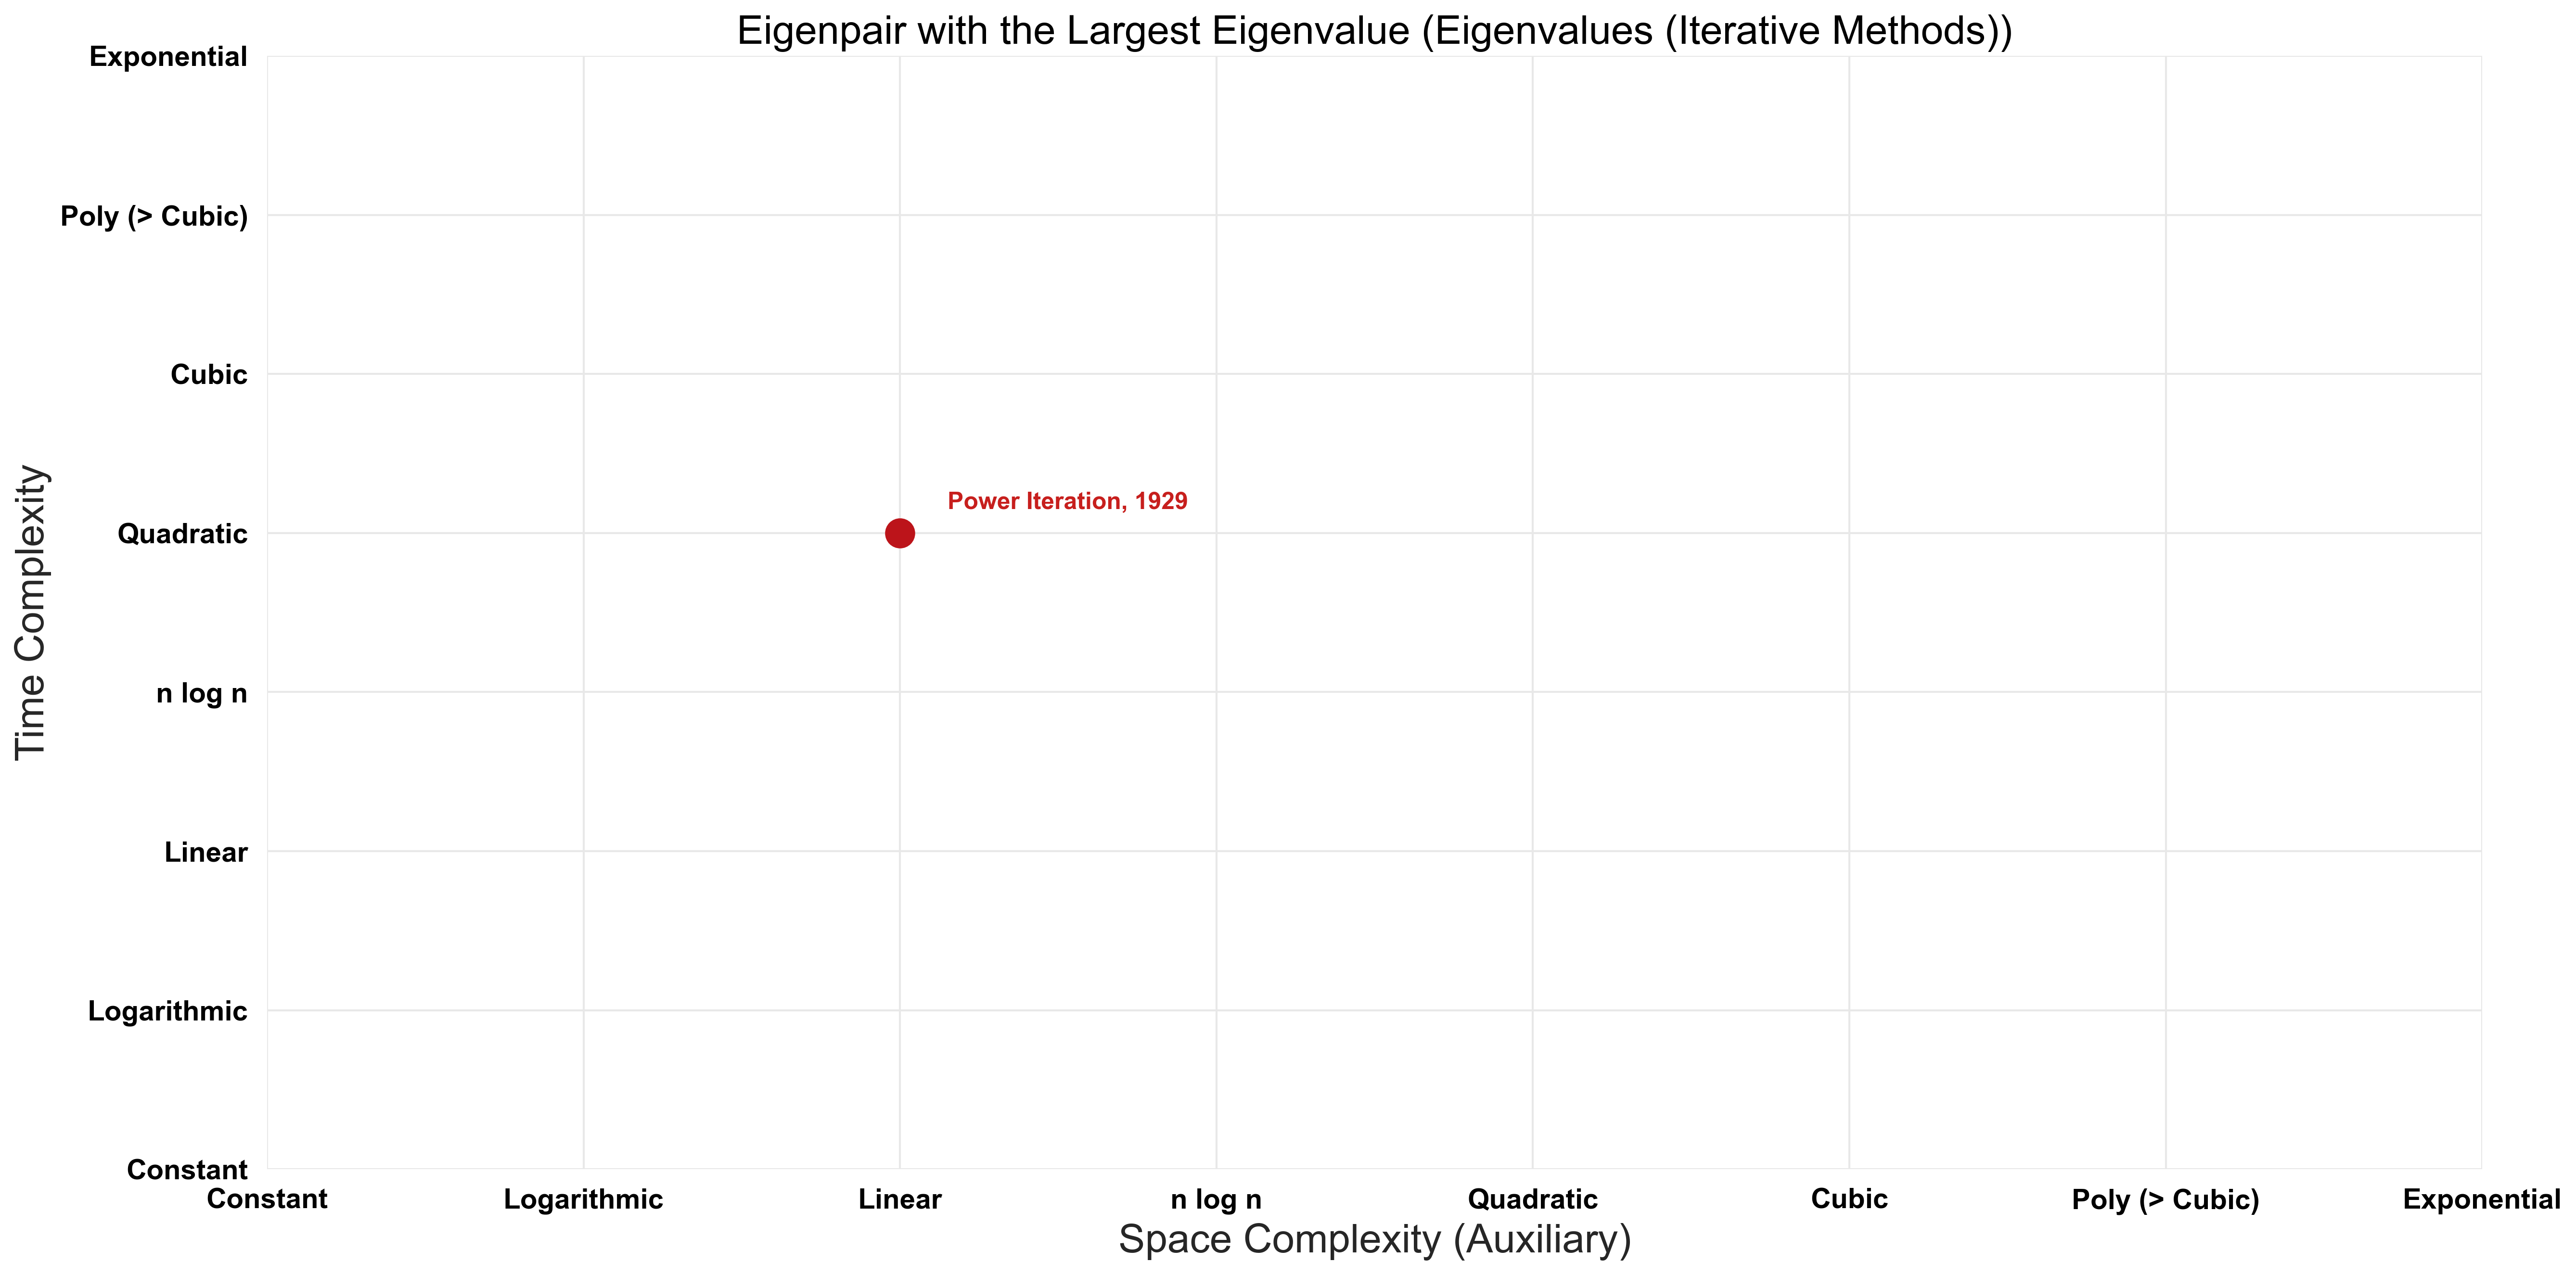 Eigenpair with the Largest Eigenvalue (Eigenvalues (Iterative Methods))
Exponential
Poly (> Cubic)
Cubic
Quadratic
n log n
Linear
Logarithmic
Constant
Time Complexity
Power Iteration, 1929
Constant
Logarithmic
Linear
n log n
Quadratic
Cubic
Poly (> Cubic)
Exponential
Space Complexity (Auxiliary)